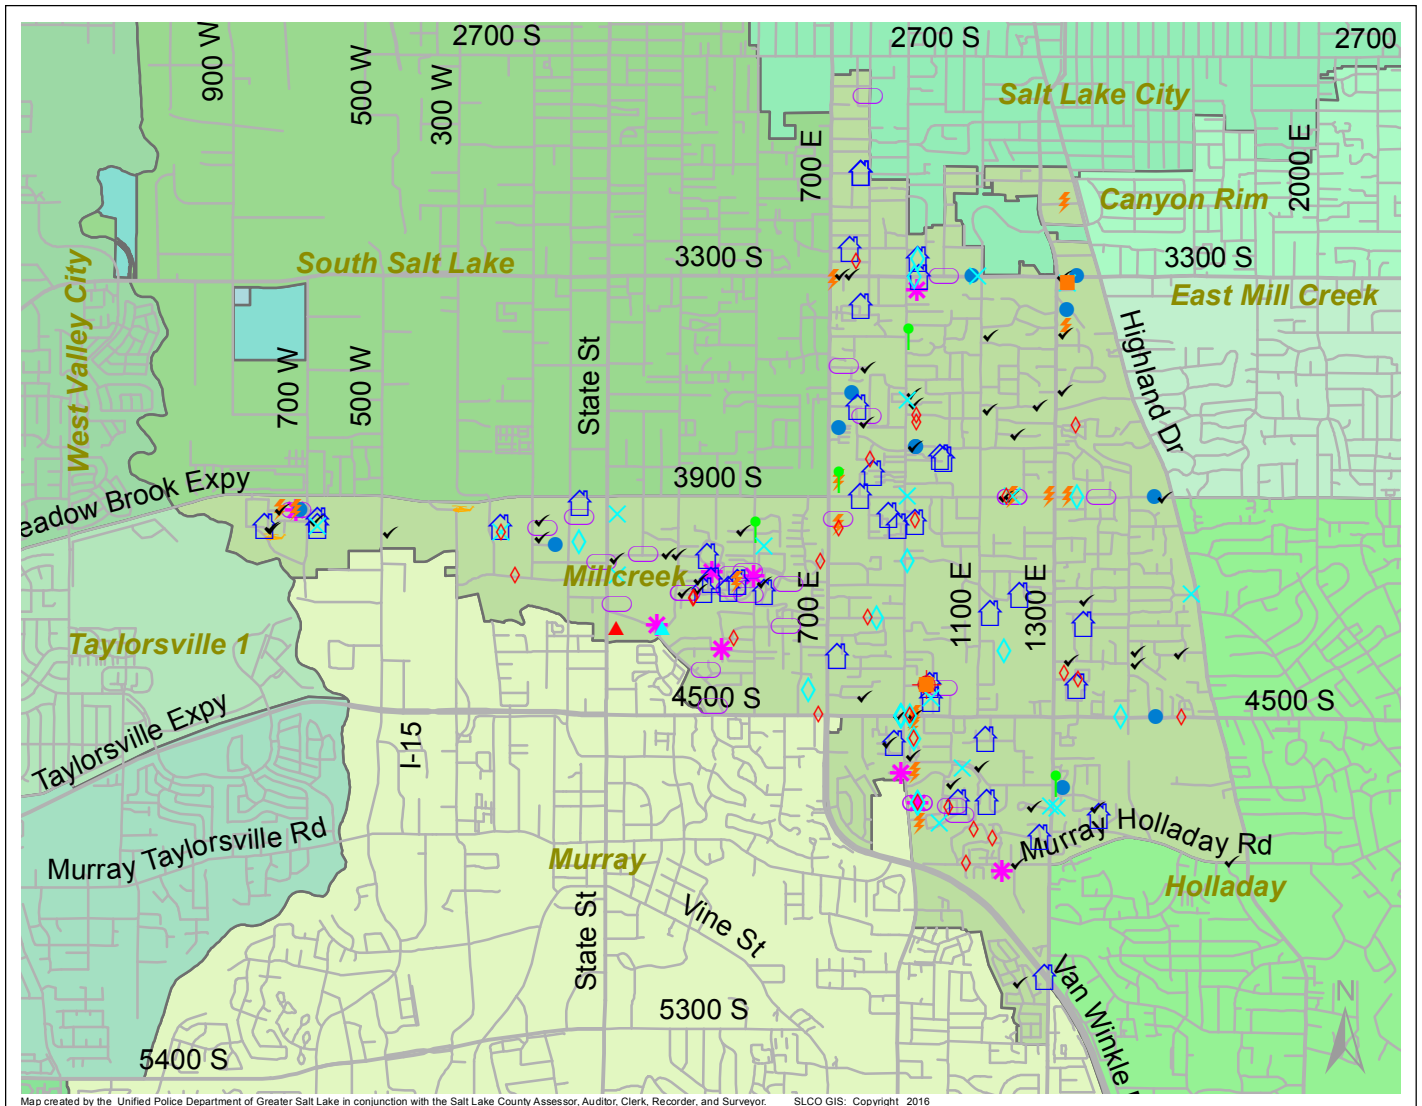 2700 S
2700 S
2700
900 W
500 W
300 W
Salt Lake City
700 E
2000 E
Canyon Rim
3300 S
3300 S
South Salt Lake
West Valley City
East Mill Creek
Highland Dr
700 W
500 W
State St
3900 S
eadow Brook Expy
Millcreek
700 E
1100 E
1300 E
Taylorsville 1
4500 S
4500 S
Taylorsville Expy
I-15
Murray Taylorsville Rd
Murray
Murray Holladay Rd
Holladay
State St
Vine St
Van Winkle
N
5300 S
5400 S
Map created by the Unified Police Department of Greater Salt Lake in conjunction with the Salt Lake County Assessor, Auditor, Clerk, Recorder, and Surveyor. SLCO GIS: Copyright 2016